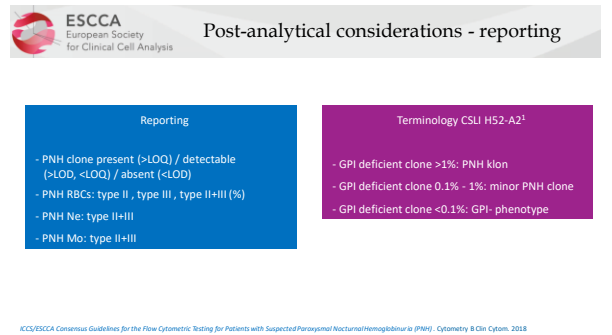 ESCCA
European Society
for Clinical Cell Analysis
Post-analytical considerations - reporting
Reporting
- PNH clone present (>LOQ) / detectable
(>LOD, <LOQ) / absent (<LOD)
- PNH RBCs: type II , type III , type II+III (%)
- PNH Ne: type II+III
- PNH Mo: type II+III
Terminology CSLI H52-A2¹
- GPI deficient clone >1%: PNH klon
- GPI deficient clone 0.1% - 1%: minor PNH clone
- GPI deficient clone <0.1%: GPI- phenotype
ICCS/ESCCA Consensus Guidelines for the Flow Cytometric Testing for Patients with Suspected Paroxysmal Nocturnal Hemoglobinuria (PNH) . Cytometry B Clin Cytom. 2018